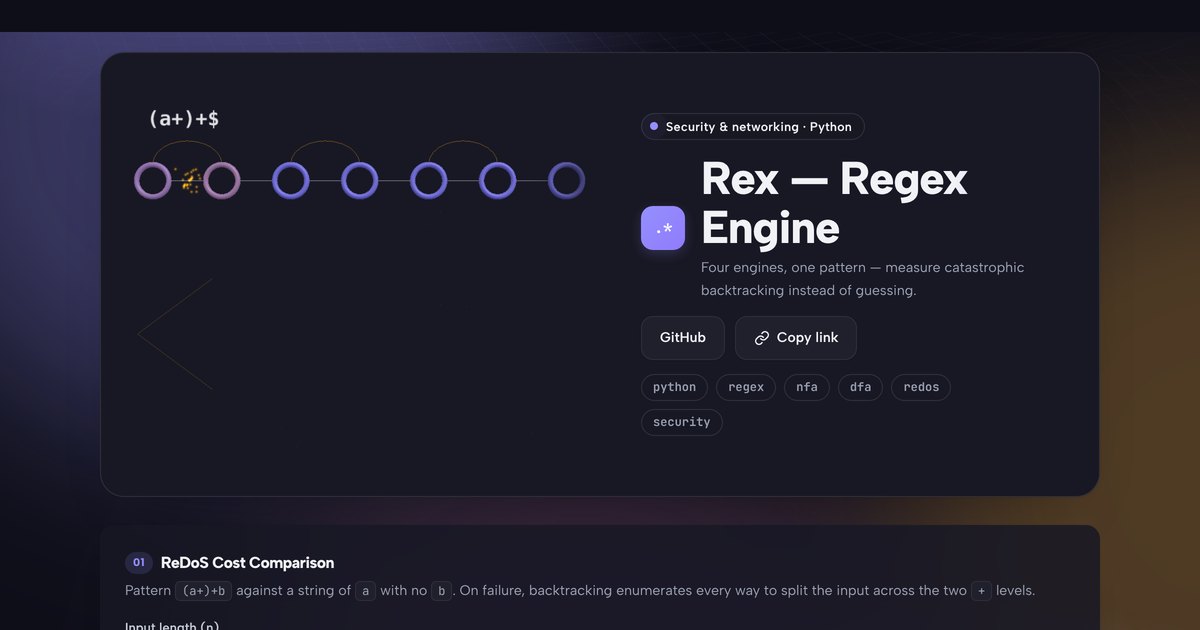 (a+)+$
Security & networking · Python
Rex — Regex
Engine
.*
Four engines, one pattern — measure catastrophic
backtracking instead of guessing.
GitHub
Copy link
python
regex
nfa
dfa
redos
security
01 ReDoS Cost Comparison
Pattern (a+)+b against a string of a with no b . On failure, backtracking enumerates every way to split the input across the two + levels.
Input length (n)